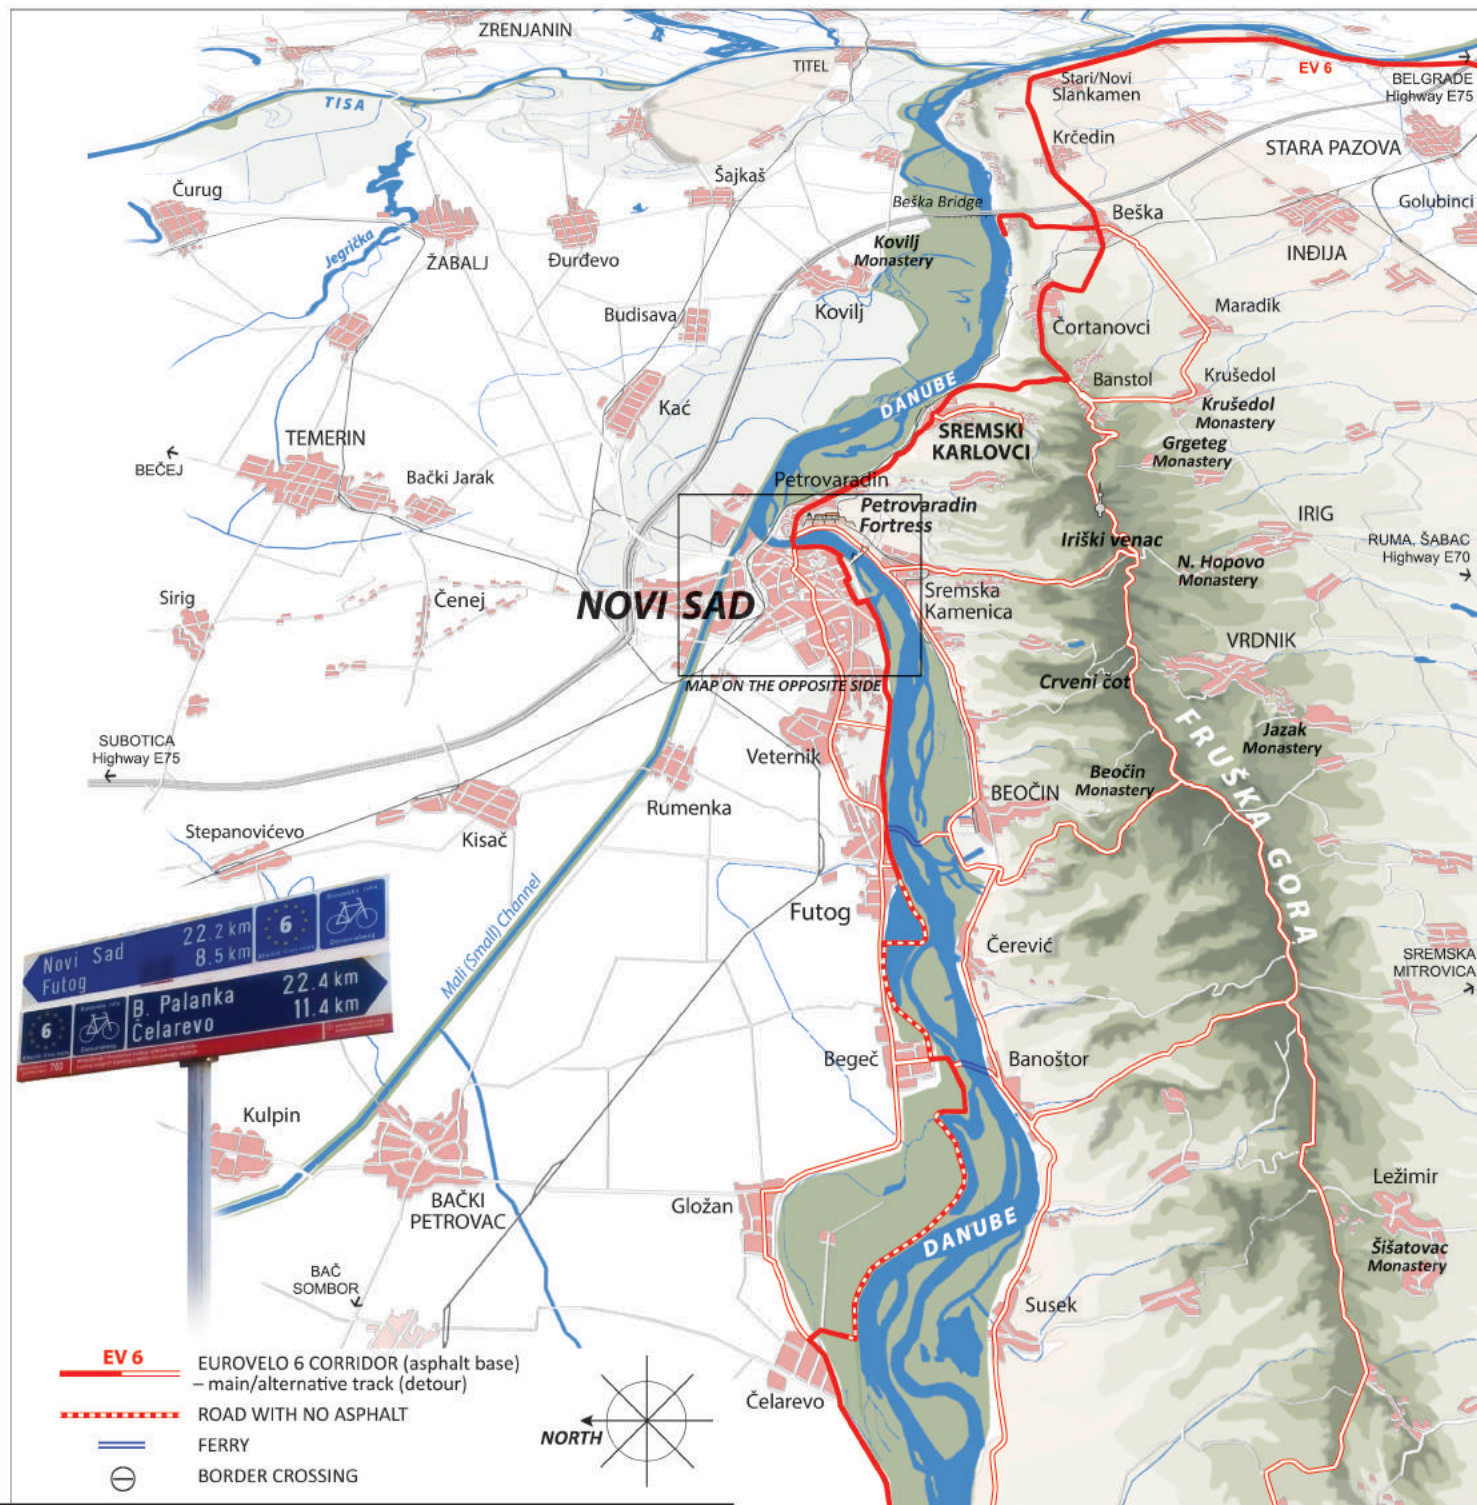 ZRENJANIN
TITEL
TISA
Stari/Novi
Slankamen
EV 6
BELGRADE
Highway E75
Krčedin
STARA PAZOVA
Čurug
Šajkaš
Beška Bridge
Beška
Golubinci
Jegrička
ŽABALJ
Đurđevo
Kovilj
Monastery
INĐIJA
Budisava
Kovilj
Čortanovci
Maradik
Kać
DANUBE
Banstol
Krušedol
Krušedol
Monastery
SREMSKI
KARLOVCI
Grgeteg
Monastery
TEMERIN
BEČEJ
Bački Jarak
Petrovaradin
Petrovaradin
Fortress
Iriški venac
IRIG
RUMA, ŠABAC
Highway E70
N. Hopovo
Monastery
Sirig
Čenej
NOVI SAD
Sremska
Kamenica
VRDNIK
MAP ON THE OPPOSITE SIDE
Crveni čot
FRUŠKA GORA
Jazak
Monastery
SUBOTICA
Highway E75
Veternik
Beočin
Monastery
BEOČIN
Rumenka
Stepanovićevo
Kisač
Mali (Small) Channel
Futog
Čerević
SREMSKA
MITROVICA
Novi Sad 22.2 km
Futog 8.5 km
6
6
B. Palanka 22.4 km
Čelarevo 11.4 km
Begeč
Banoštor
Kulpin
BAČKI
PETROVAC
Gložan
DANUBE
Ležimir
Šišatovac
Monastery
BAČ
SOMBOR
Susek
Čelarevo
EV 6
EUROVELO 6 CORRIDOR (asphalt base)
– main/alternative track (detour)
ROAD WITH NO ASPHALT
FERRY
BORDER CROSSING
NORTH